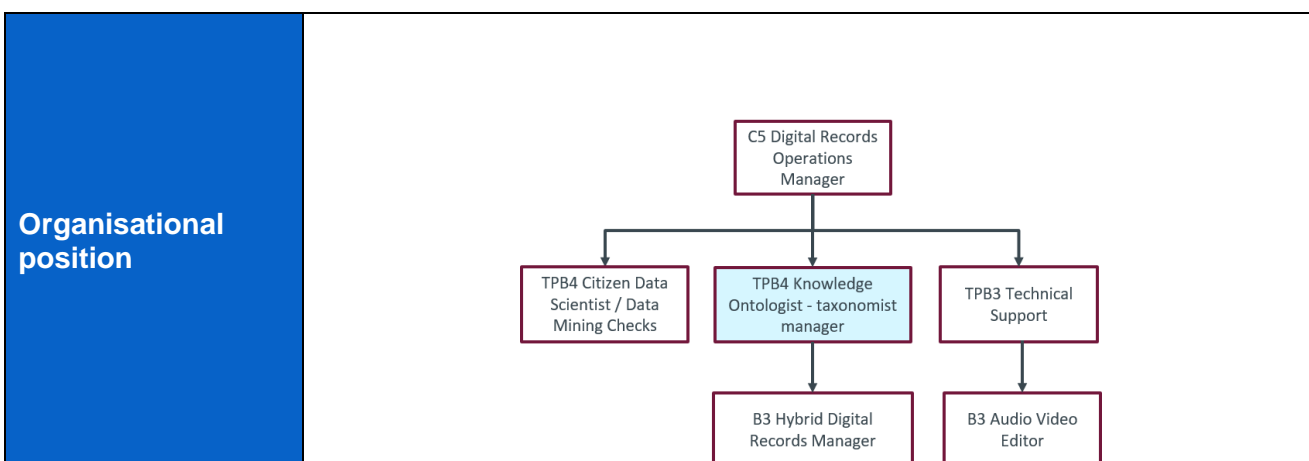 Organisational
position
C5 Digital Records
Operations
Manager
TPB4 Citizen Data
Scientist / Data
Mining Checks
TPB4 Knowledge
Ontologist - taxonomist
manager
TPB3 Technical
Support
B3 Hybrid Digital
Records Manager
B3 Audio Video
Editor